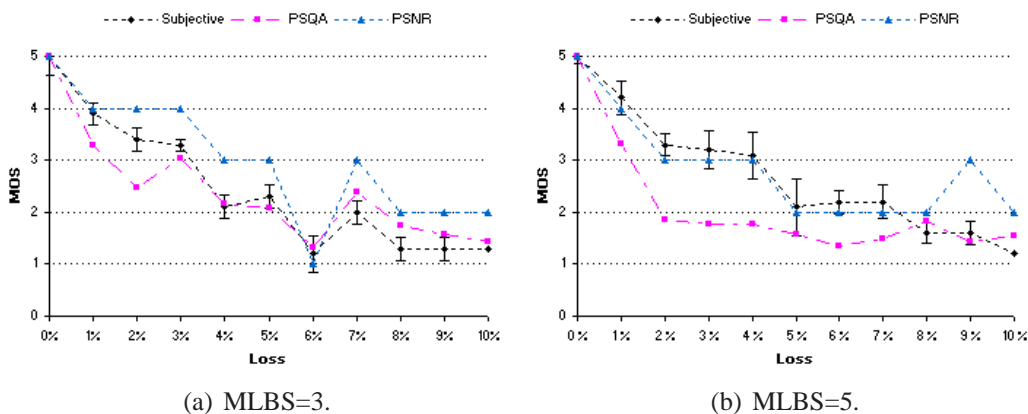 Subjective PSQA PSNR
MOS
5
4
3
2
1
0
0% 1% 2% 3% 4% 5% 6% 7% 8% 9% 10%
Loss
(a) MLBS=3.
Subjective PSQA PSNR
MOS
5
4
3
2
1
0
0% 1% 2% 3% 4% 5% 6% 7% 8% 9% 10%
Loss
(b) MLBS=5.